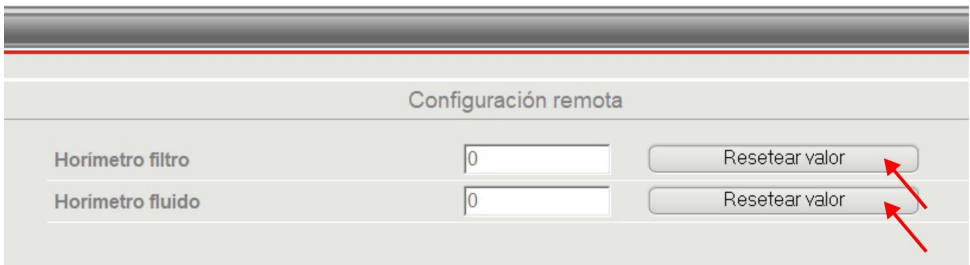 Configuración remota
Horímetro filtro 0 Resetear valor
Horímetro fluido 0 Resetear valor